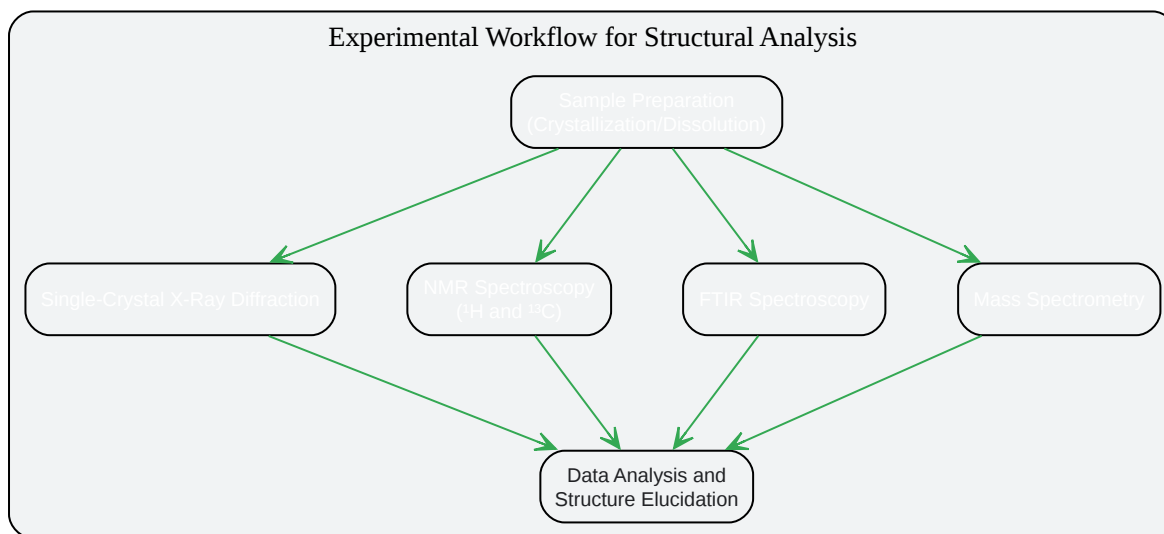 Experimental Workflow for Structural Analysis
Sample Preparation
(Crystallization/Dissolution)
Single-Crystal X-Ray Diffraction
NMR Spectroscopy
(¹H and ¹³C)
FTIR Spectroscopy
Mass Spectrometry
Data Analysis and
Structure Elucidation